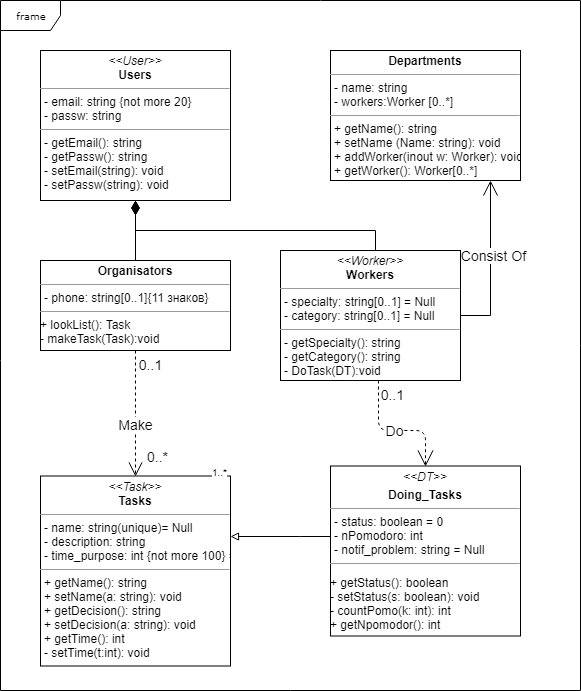 frame
<<User>>
Users
- email: string {not more 20}
- passw: string
- getEmail(): string
- getPassw(): string
- setEmail(string): void
- setPassw(string): void
Departments
- name: string
- workers:Worker [0..*]
+ getName(): string
+ setName (Name: string): void
+ addWorker(inout w: Worker): void
+ getWorker(): Worker[0..*]
Consist Of
Organisators
- phone: string[0..1]{11 знаков}
+ lookList(): Task
- makeTask(Task):void
<<Worker>>
Workers
- specialty: string[0..1] = Null
- category: string[0..1] = Null
- getSpecialty(): string
- getCategory(): string
- DoTask(DT):void
0..1
Make
0..*
0..1
Do
1..*
<<Task>>
Tasks
- name: string(unique)= Null
- description: string
- time_purpose: int {not more 100} =
+ getName(): string
+ setName(a: string): void
+ getDecision(): string
+ setDecision(a: string): void
+ getTime(): int
- setTime(t:int): void
<<DT>>
Doing_Tasks
- status: boolean = 0
- nPomodoro: int
- notif_problem: string = Null
+ getStatus(): boolean
- setStatus(s: boolean): void
- countPomo(k: int): int
+ getNpomodor(): int